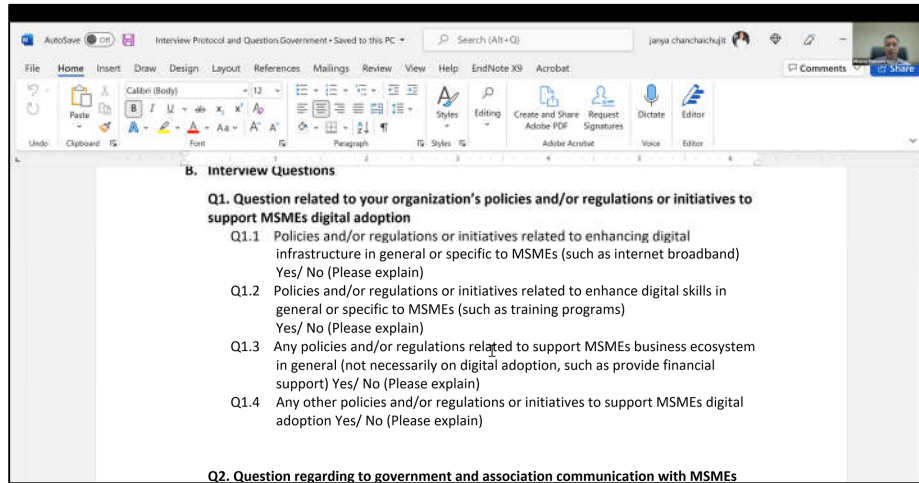 AutoSave Off Interview Protocol and Question.Government • Saved to this PC Search (Alt+Q) janya chanchaichujit
File Home Insert Draw Design Layout References Mailings Review View Help EndNote X9 Acrobat Comments Share
Calibri (Body) 12
Paste Styles Editing Create and Share Adobe PDF Request Signatures Dictate Editor
Undo Clipboard Font Paragraph Styles Adobe Acrobat Voice Editor
B. Interview Questions
Q1. Question related to your organization's policies and/or regulations or initiatives to
support MSMEs digital adoption
Q1.1 Policies and/or regulations or initiatives related to enhancing digital
infrastructure in general or specific to MSMEs (such as internet broadband)
Yes/ No (Please explain)
Q1.2 Policies and/or regulations or initiatives related to enhance digital skills in
general or specific to MSMEs (such as training programs)
Yes/ No (Please explain)
Q1.3 Any policies and/or regulations related to support MSMEs business ecosystem
in general (not necessarily on digital adoption, such as provide financial
support) Yes/ No (Please explain)
Q1.4 Any other policies and/or regulations or initiatives to support MSMEs digital
adoption Yes/ No (Please explain)
Q2. Question regarding to government and association communication with MSMEs